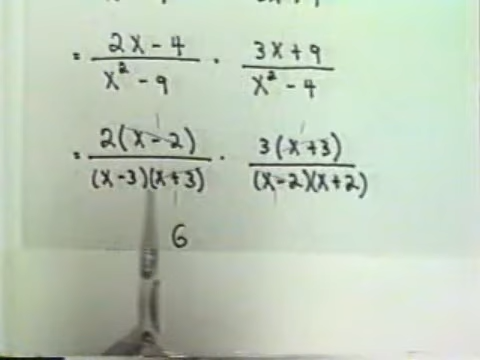 = 2x - 4 / x² - 9 · 3x + 9 / x² - 4
= 2(x - 2) / (x - 3)(x + 3) · 3(x + 3) / (x - 2)(x + 2)
6